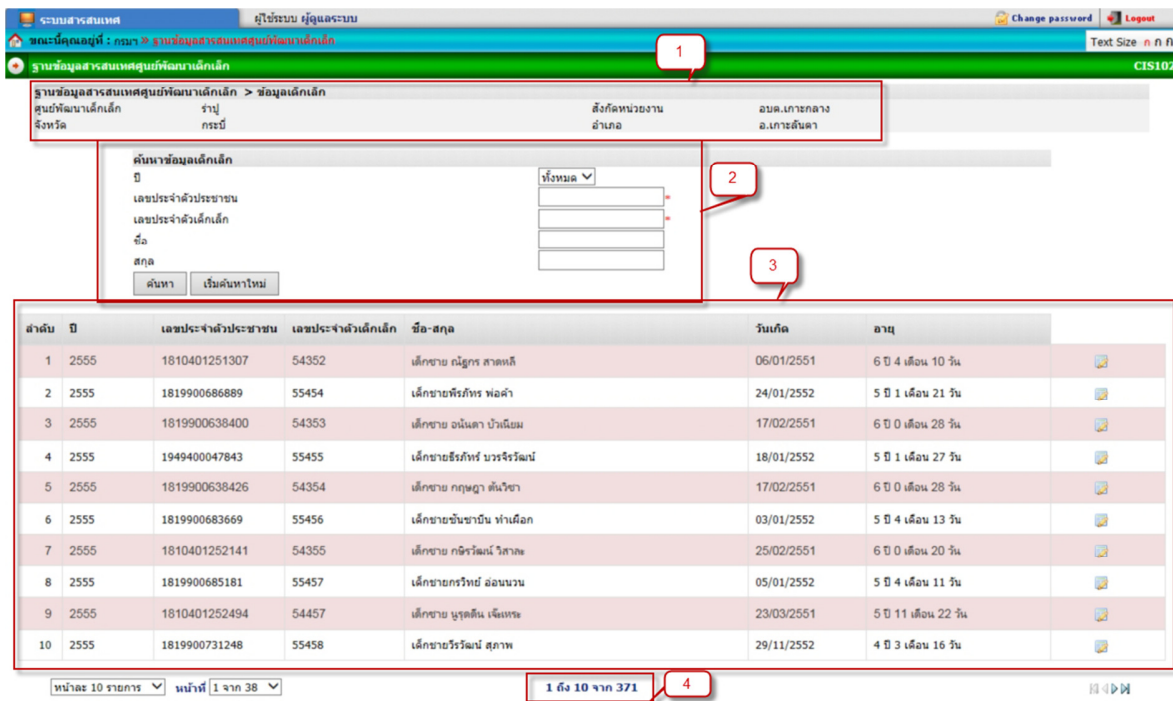 ระบบสารสนเทศ ผู้ใช้ระบบ ผู้ดูแลระบบ Change password Logout
ขณะนี้คุณอยู่ที่ : กรมฯ » ฐานข้อมูลสารสนเทศศูนย์พัฒนาเด็กเล็ก Text Size ก ก ก
1
ฐานข้อมูลสารสนเทศศูนย์พัฒนาเด็กเล็ก CIS102
ฐานข้อมูลสารสนเทศศูนย์พัฒนาเด็กเล็ก > ข้อมูลเด็กเล็ก
ศูนย์พัฒนาเด็กเล็ก ร่าปู สังกัดหน่วยงาน อบต.เกาะกลาง
จังหวัด กระบี่ อำเภอ อ.เกาะลันตา
ค้นหาข้อมูลเด็กเล็ก
ปี ทั้งหมด
2
เลขประจำตัวประชาชน *
เลขประจำตัวเด็กเล็ก *
ชื่อ
สกุล
ค้นหา เริ่มค้นหาใหม่
3
ลำดับ ปี เลขประจำตัวประชาชน เลขประจำตัวเด็กเล็ก ชื่อ-สกุล วันเกิด อายุ
1 2555 1810401251307 54352 เด็กชาย ณัฐกร สาดหลี 06/01/2551 6 ปี 4 เดือน 10 วัน
2 2555 1819900686889 55454 เด็กชายพีรภัทร พ่อค้า 24/01/2552 5 ปี 1 เดือน 21 วัน
3 2555 1819900638400 54353 เด็กชาย อนันดา บัวเนียม 17/02/2551 6 ปี 0 เดือน 28 วัน
4 2555 1949400047843 55455 เด็กชายธีรภัทร์ บวรจิรวัฒน์ 18/01/2552 5 ปี 1 เดือน 27 วัน
5 2555 1819900638426 54354 เด็กชาย กฤษฎา ตันวิชา 17/02/2551 6 ปี 0 เดือน 28 วัน
6 2555 1819900683669 55456 เด็กชายชันชาบีน ทำเผือก 03/01/2552 5 ปี 4 เดือน 13 วัน
7 2555 1810401252141 54355 เด็กชาย กษิรวัฒน์ วิสาละ 25/02/2551 6 ปี 0 เดือน 20 วัน
8 2555 1819900685181 55457 เด็กชายกรวิทย์ อ่อนนวน 05/01/2552 5 ปี 4 เดือน 11 วัน
9 2555 1810401252494 54457 เด็กชาย นูรุดดีน 23/03/2551 5 ปี 11 เดือน 22 วัน
10 2555 1819900731248 55458 เด็กชายวีรวัฒน์ สุภาพ 29/11/2552 4 ปี 3 เดือน 16 วัน
หน้าละ 10 รายการ หน้าที่ 1 จาก 38 1 ถึง 10 จาก 371 4